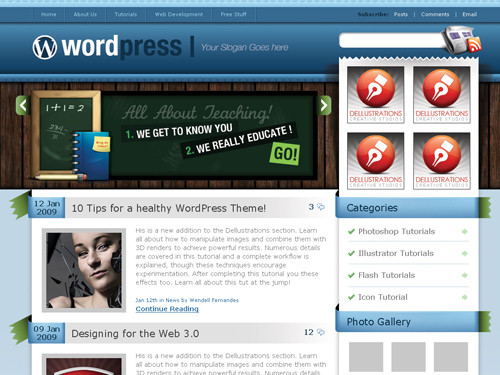 Home
About Us
Tutorials
Web Development
Free Stuff
Subscribe: Posts | Comments | Email
W wordpress |
Your Slogan Goes here
1+1=2
All About Teaching!
1. WE GET TO KNOW YOU
2. WE REALLY EDUCATE !
GO!
DELLUSTRATIONS
CREATIVE STUDIOS
DELLUSTRATIONS
CREATIVE STUDIOS
DELLUSTRATIONS
CREATIVE STUDIOS
DELLUSTRATIONS
CREATIVE STUDIOS
12 Jan
2009
10 Tips for a healthy WordPress Theme!
3
His is a new addition to the Dellustrations section. Learn
all about how to manipulate images and combine them with
3D renders to achieve powerful results. Numerous details
are covered in this tutorial and a complete workflow is
explained, though these techniques encourage
experimentation. After completing this tutorial you these
effects too. Learn all about this tut at the jump!
Jan 12th in News By Wendell Fernandes
Continue Reading
09 Jan
2009
Designing for the Web 3.0
12
His is a new addition to the Dellustrations section. Learn
all about how to manipulate images and combine them with
3D renders to achieve powerful results. Numerous details
Categories
Photoshop Tutorials
Illustrator Tutorials
Flash Tutorials
Icon Tutorial
Photo Gallery